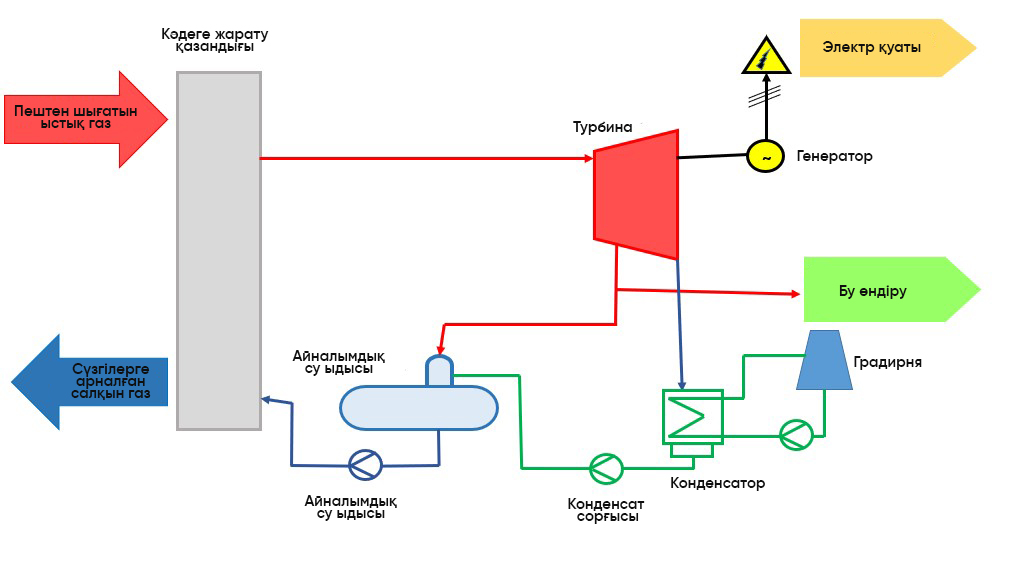 Кәдеге жарату
қазандығы
Электр қуаты
Пештен шығатын
ыстық газ
Турбина
~
Генератор
Бу өндіру
Айналымдық
су ыдысы
Градирня
Сүзгілерге
арналған
салқын газ
Конденсатор
Айналымдық
су ыдысы
Конденсат
сорғысы